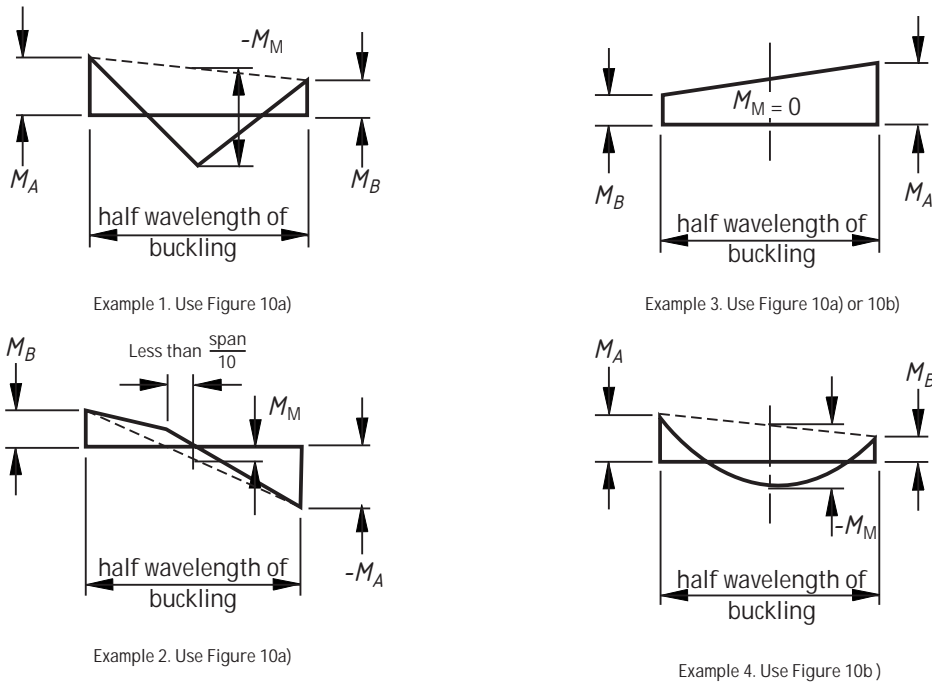 -M_M
M_A
M_B
half wavelength of
buckling
Example 1. Use Figure 10a)
M_M = 0
M_B
M_A
half wavelength of
buckling
Example 3. Use Figure 10a) or 10b)
M_B
Less than span/10
M_M
-M_A
half wavelength of
buckling
Example 2. Use Figure 10a)
M_A
M_B
-M_M
half wavelength of
buckling
Example 4. Use Figure 10b )